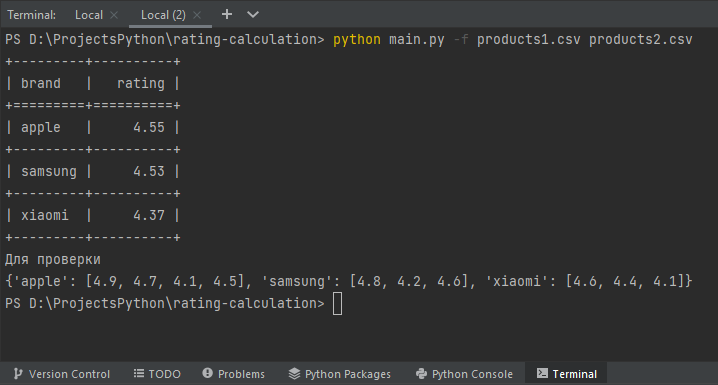 Terminal: Local × Local (2) × +
PS D:\ProjectsPython\rating-calculation> python main.py -f products1.csv products2.csv
+---------+----------+
| brand   |   rating |
+=========+==========+
| apple   |     4.55 |
+---------+----------+
| samsung |     4.53 |
+---------+----------+
| xiaomi  |     4.37 |
+---------+----------+
Для проверки
{'apple': [4.9, 4.7, 4.1, 4.5], 'samsung': [4.8, 4.2, 4.6], 'xiaomi': [4.6, 4.4, 4.1]}
PS D:\ProjectsPython\rating-calculation>
Version Control TODO Problems Python Packages Python Console Terminal